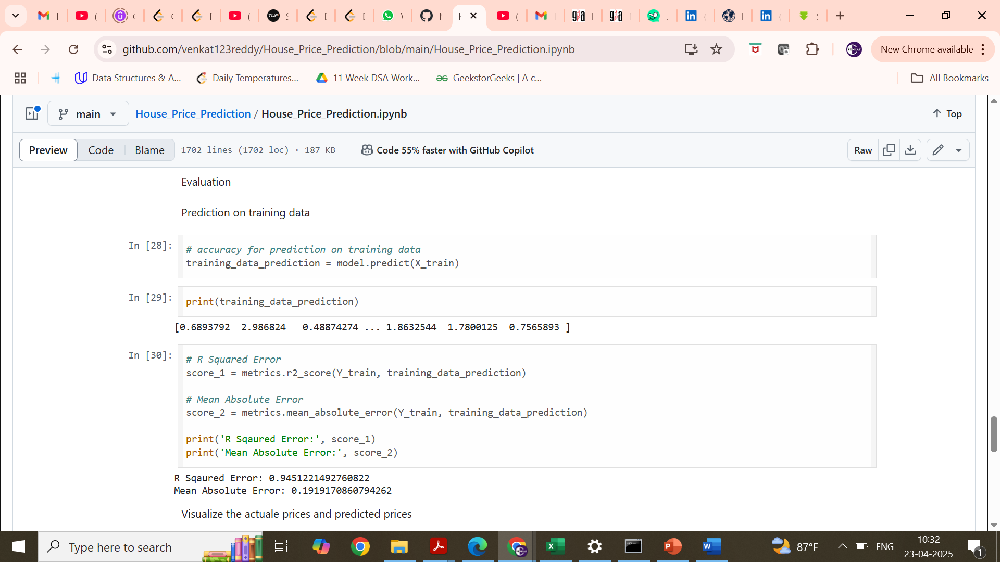 github.com/venkat123reddy/House_Price_Prediction/blob/main/House_Price_Prediction.ipynb
New Chrome available
Data Structures & A...
Daily Temperatures...
11 Week DSA Work...
GeeksforGeeks | A c...
All Bookmarks
main
House_Price_Prediction / House_Price_Prediction.ipynb
Top
Preview
Code
Blame
1702 lines (1702 loc) · 187 KB
Code 55% faster with GitHub Copilot
Raw
Evaluation
Prediction on training data
In [28]:
# accuracy for prediction on training data
training_data_prediction = model.predict(X_train)
In [29]:
print(training_data_prediction)
[0.6893792 2.986824 0.48874274 ... 1.8632544 1.7800125 0.7565893 ]
In [30]:
# R Squared Error
score_1 = metrics.r2_score(Y_train, training_data_prediction)
# Mean Absolute Error
score_2 = metrics.mean_absolute_error(Y_train, training_data_prediction)
print('R Sqaured Error:', score_1)
print('Mean Absolute Error:', score_2)
R Sqaured Error: 0.9451221492760822
Mean Absolute Error: 0.1919170860794262
Visualize the actuale prices and predicted prices
Type here to search
87°F
ENG
10:32
23-04-2025
1